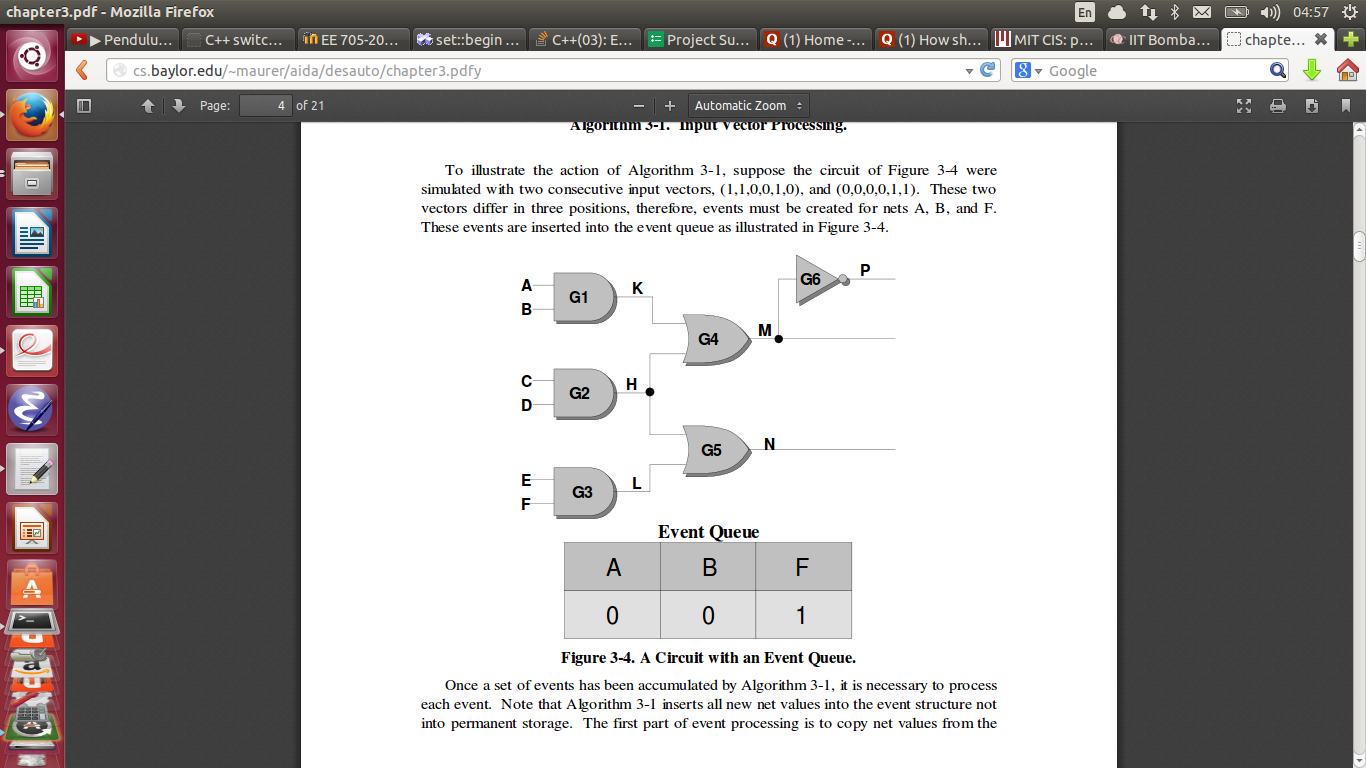 chapter3.pdf - Mozilla Firefox
En
04:57
▶ Pendulu...
C++ switc...
EE 705-20...
set::begin ...
C++(03): E...
Project Su...
(1) Home -...
(1) How sh...
MIT CIS: p...
IIT Bomba...
chapte...
cs.baylor.edu/~maurer/aida/desauto/chapter3.pdfy
Google
Page: 4 of 21
Automatic Zoom
Algorithm 3-1. Input Vector Processing.
To illustrate the action of Algorithm 3-1, suppose the circuit of Figure 3-4 were
simulated with two consecutive input vectors, (1,1,0,0,1,0), and (0,0,0,0,1,1). These two
vectors differ in three positions, therefore, events must be created for nets A, B, and F.
These events are inserted into the event queue as illustrated in Figure 3-4.
A
B
G1
K
G6
P
G4
M
C
D
G2
H
G5
N
E
F
G3
L
Event Queue
A B F
0 0 1
Figure 3-4. A Circuit with an Event Queue.
Once a set of events has been accumulated by Algorithm 3-1, it is necessary to process
each event. Note that Algorithm 3-1 inserts all new net values into the event structure not
into permanent storage. The first part of event processing is to copy net values from the